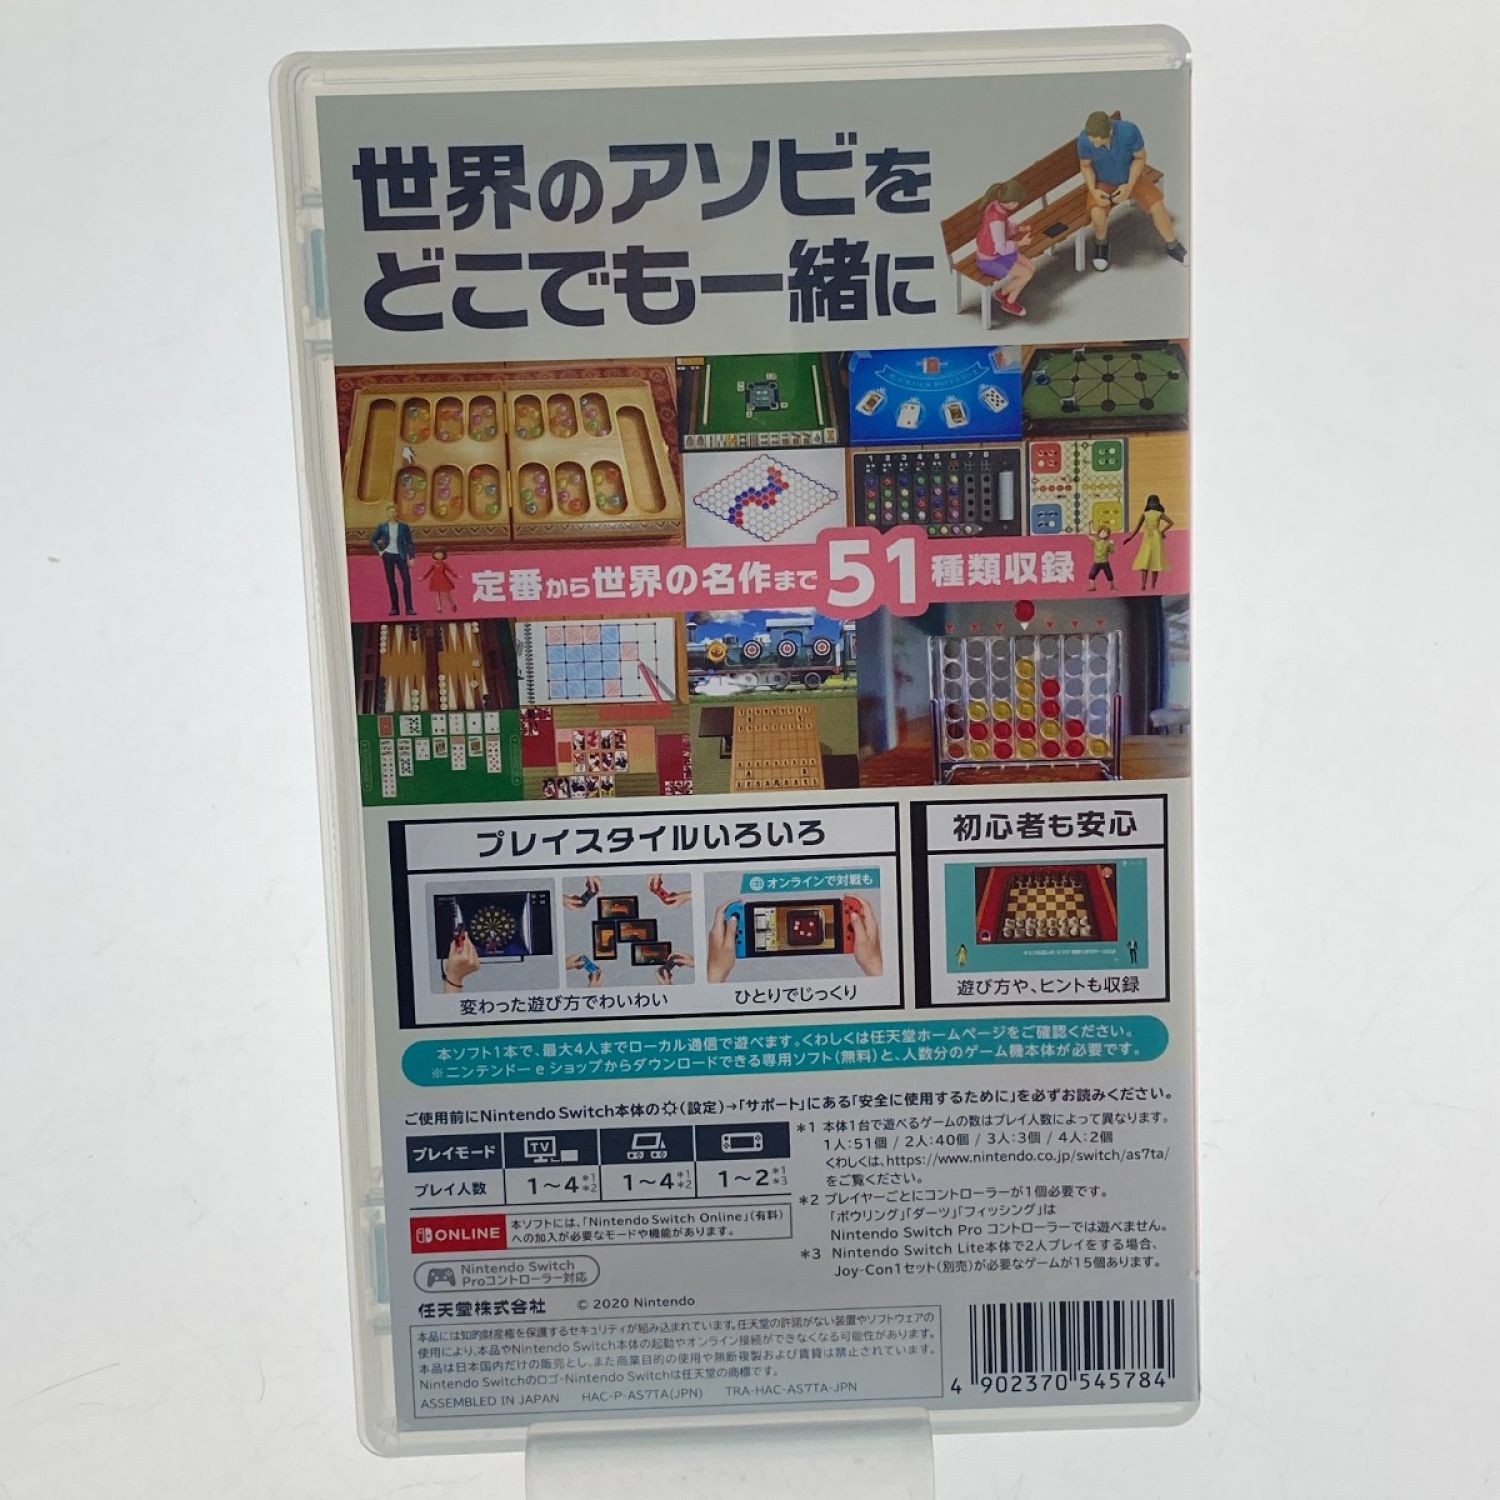 世界のアソビを
どこでも一緒に
定番から世界の名作まで51種類収録
プレイスタイルいろいろ
オンラインで対戦も
変わった遊び方でわいわい
ひとりでじっくり
初心者も安心
遊び方や、ヒントも収録
本ソフト1本で、最大4人までローカル通信で遊べます。くわしくは任天堂ホームページをご確認ください。
※ニンテンドーeショップからダウンロードできる専用ソフト(無料)と、人数分のゲーム機本体が必要です。
ご使用前にNintendo Switch本体の(設定)→「サポート」にある「安全に使用するために」を必ずお読みください。
プレイモード TV
プレイ人数 1〜4*1*2 1〜4*1*2 1〜2*1*3
*1 本体1台で遊べるゲームの数はプレイ人数によって異なります。
1人:51個 / 2人:40個 / 3人:3個 / 4人:2個
くわしくは、https://www.nintendo.co.jp/switch/as7ta/
をご覧ください。
*2 プレイヤーごとにコントローラーが1個必要です。
「ボウリング」「ダーツ」「フィッシング」は
Nintendo Switch Pro コントローラーでは遊べません。
*3 Nintendo Switch Lite本体で2人プレイをする場合、
Joy-Con1セット(別売)が必要なゲームが15個あります。
ONLINE
本ソフトには、「Nintendo Switch Online」(有料)
への加入が必要なモードや機能があります。
Nintendo Switch
Proコントローラー対応
任天堂株式会社 © 2020 Nintendo
本品には知的財産権を保護するセキュリティが組み込まれています。任天堂の許諾がない装置やソフトウェアの
使用により、本品やNintendo Switch本体の起動やオンライン接続ができなくなる可能性があります。
本品は日本国内だけの販売とし、また商業目的の使用や無断複製および賃貸は禁止されています。
Nintendo Switchのロゴ・Nintendo Switchは任天堂の商標です。
ASSEMBLED IN JAPAN HAC-P-AS7TA(JPN) TRA-HAC-AS7TA-JPN
4 902370 545784